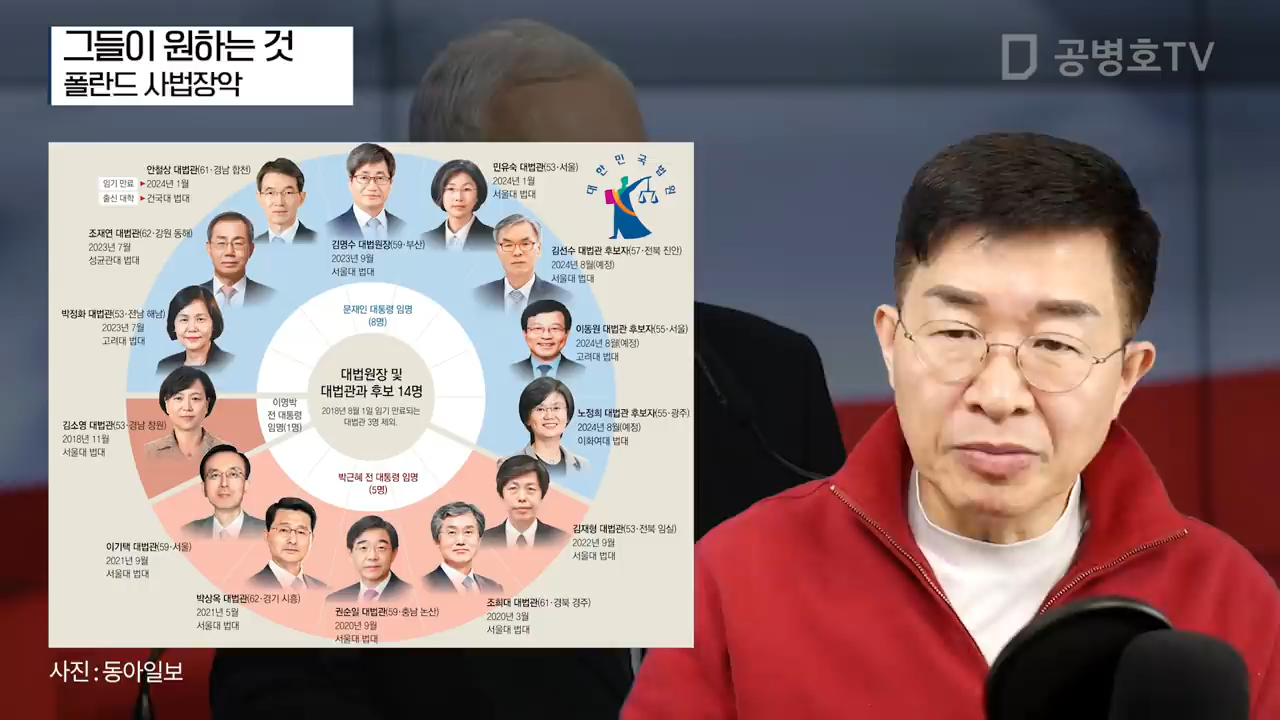 그들이 원하는 것
폴란드 사법장악
공병호TV
대한민국법원
안철상 대법관(61·경남 합천)
임기 만료 ▶2024년 1월
출신 대학 ▶건국대 법대
김명수 대법원장(59·부산)
2023년 9월
서울대 법대
민유숙 대법관(53·서울)
2024년 1월
서울대 법대
조재연 대법관(62·강원 동해)
2023년 7월
성균관대 법대
김선수 대법관 후보자(57·전북 진안)
2024년 8월(예정)
서울대 법대
박정화 대법관(53·전남 해남)
2023년 7월
고려대 법대
문재인 대통령 임명
(8명)
이동원 대법관 후보자(55·서울)
2024년 8월(예정)
고려대 법대
대법원장 및
대법관과 후보 14명
2018년 8월 1일 임기 만료되는
대법관 3명 제외.
이명박
전 대통령
임명(1명)
김소영 대법관(53·경남 창원)
2018년 11월
서울대 법대
노정희 대법관 후보자(55·광주)
2024년 8월(예정)
이화여대 법대
박근혜 전 대통령 임명
(5명)
김재형 대법관(53·전북 임실)
2022년 9월
서울대 법대
이기택 대법관(59·서울)
2021년 9월
서울대 법대
박상옥 대법관(62·경기 시흥)
2021년 5월
서울대 법대
권순일 대법관(59·충남 논산)
2020년 9월
서울대 법대
조희대 대법관(61·경북 경주)
2020년 3월
서울대 법대
사진 : 동아일보